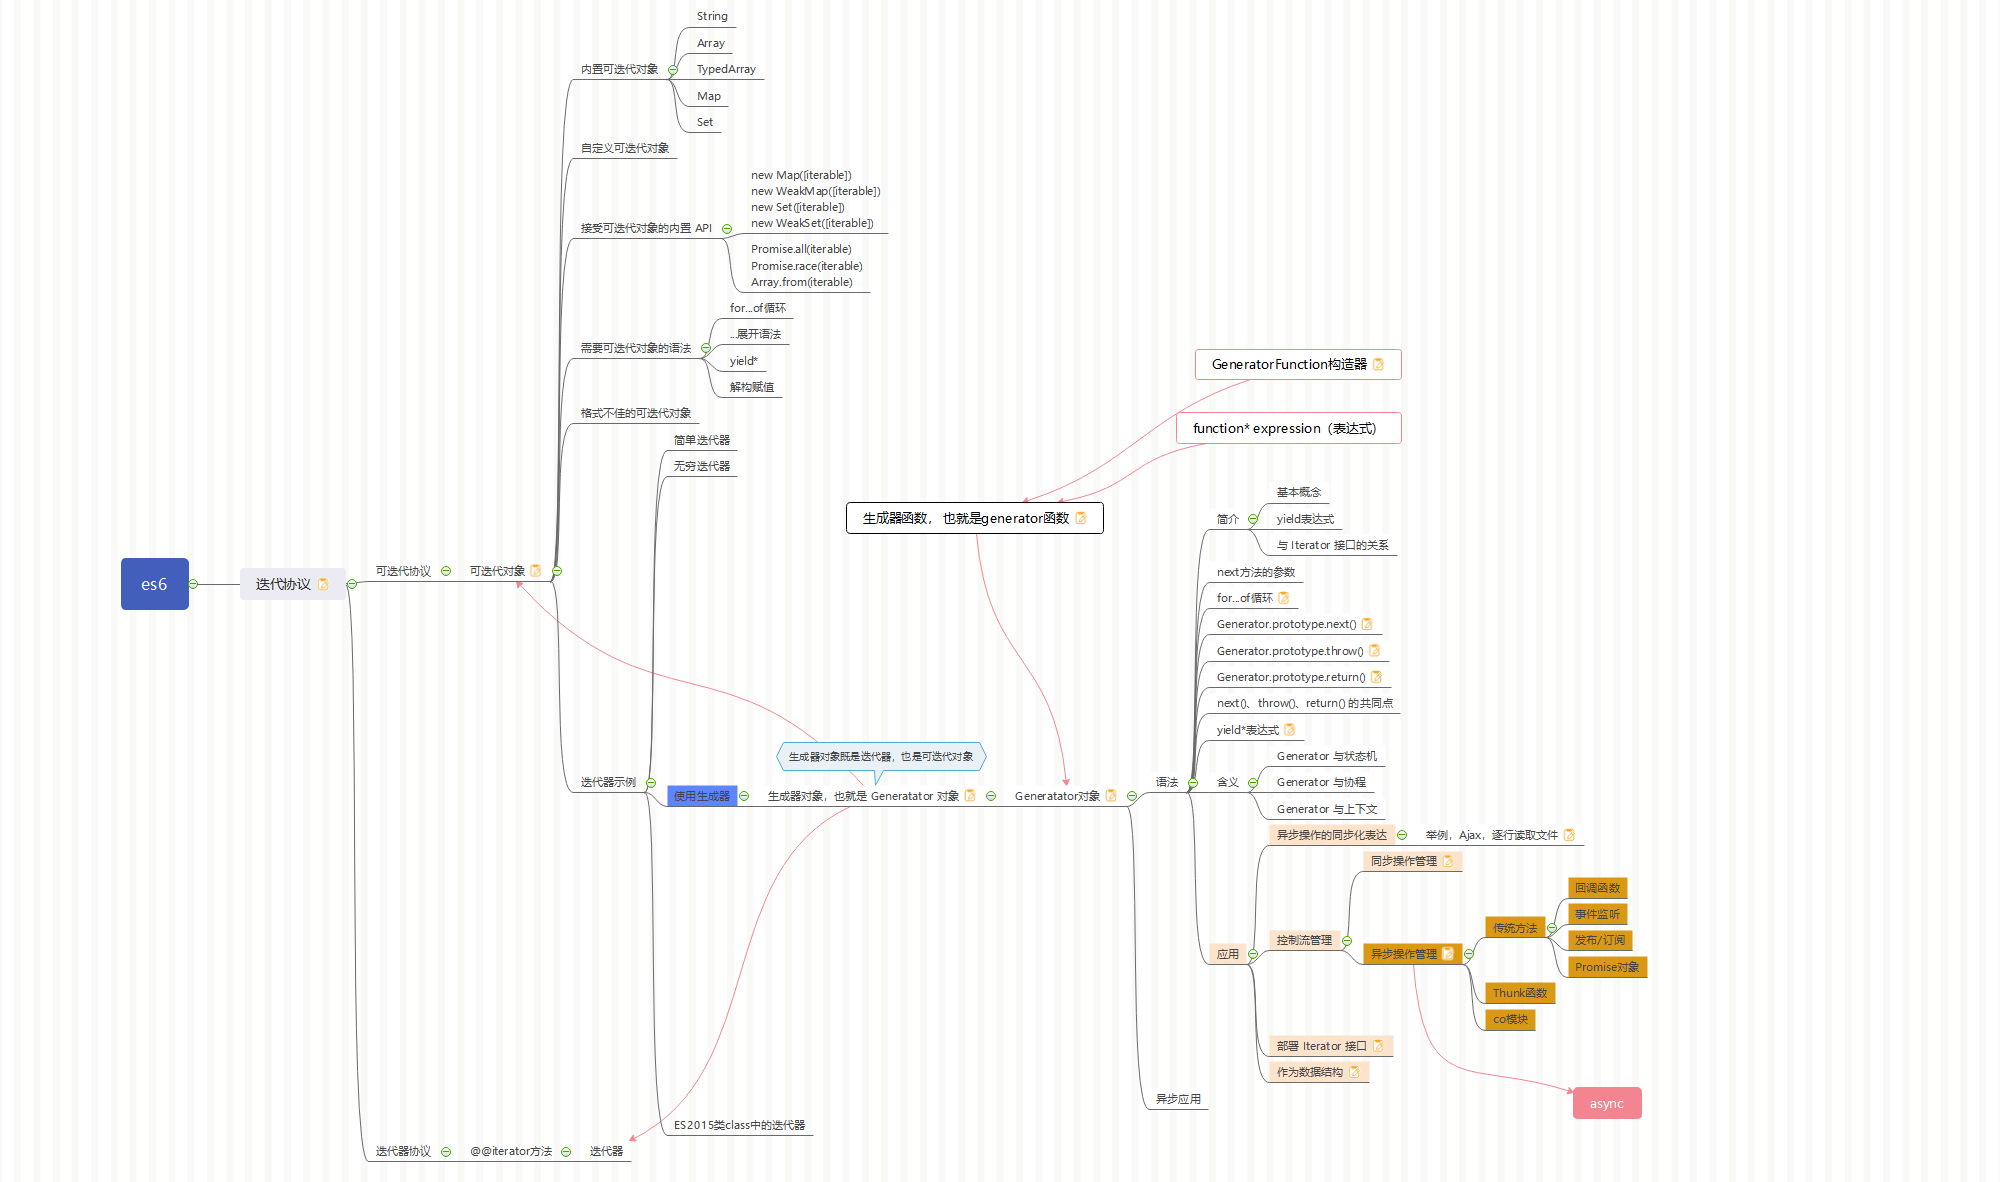 es6
迭代协议
可迭代协议
可迭代对象
内置可迭代对象
String
Array
TypedArray
Map
Set
自定义可迭代对象
接受可迭代对象的内置 API
new Map([iterable])
new WeakMap([iterable])
new Set([iterable])
new WeakSet([iterable])
Promise.all(iterable)
Promise.race(iterable)
Array.from(iterable)
需要可迭代对象的语法
for...of循环
...展开语法
yield*
解构赋值
格式不佳的可迭代对象
迭代器示例
简单迭代器
无穷迭代器
使用生成器
生成器对象既是迭代器，也是可迭代对象
生成器对象，也就是 Generatator 对象
Generatator对象
GeneratorFunction构造器
function* expression（表达式）
生成器函数， 也就是generator函数
语法
简介
基本概念
yield表达式
与 Iterator 接口的关系
next方法的参数
for...of循环
Generator.prototype.next()
Generator.prototype.throw()
Generator.prototype.return()
next()、throw()、return() 的共同点
yield*表达式
含义
Generator 与状态机
Generator 与协程
Generator 与上下文
应用
异步操作的同步化表达
举例，Ajax，逐行读取文件
控制流管理
同步操作管理
异步操作管理
传统方法
回调函数
事件监听
发布/订阅
Promise对象
Thunk函数
co模块
部署 Iterator 接口
作为数据结构
async
异步应用
ES2015类class中的迭代器
迭代器协议
@@iterator方法
迭代器